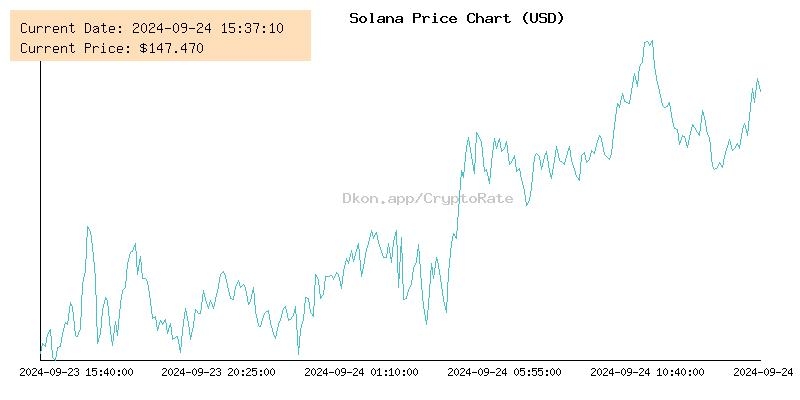 Solana Price Chart (USD)
Current Date: 2024-09-24 15:37:10
Current Price: $147.470
Dkon.app/CryptoRate
2024-09-23 15:40:00
2024-09-23 20:25:00
2024-09-24 01:10:00
2024-09-24 05:55:00
2024-09-24 10:40:00
2024-09-24